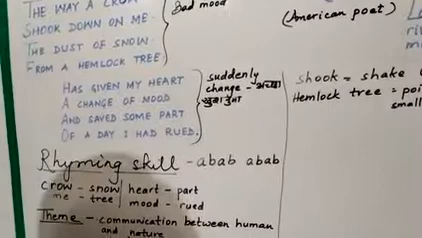 THE WAY A CROW
SHOOK DOWN ON ME
THE DUST OF SNOW
FROM A HEMLOCK TREE
Bad mood
(American poet)
HAS GIVEN MY HEART
A CHANGE OF MOOD
AND SAVED SOME PART
OF A DAY I HAD RUED.
suddenly
change - अच्छा
shook = shake
Hemlock tree = poi
small
Rhyming skill - abab abab
crow - snow heart - part
me - tree mood - rued
Theme - communication between human
and nature